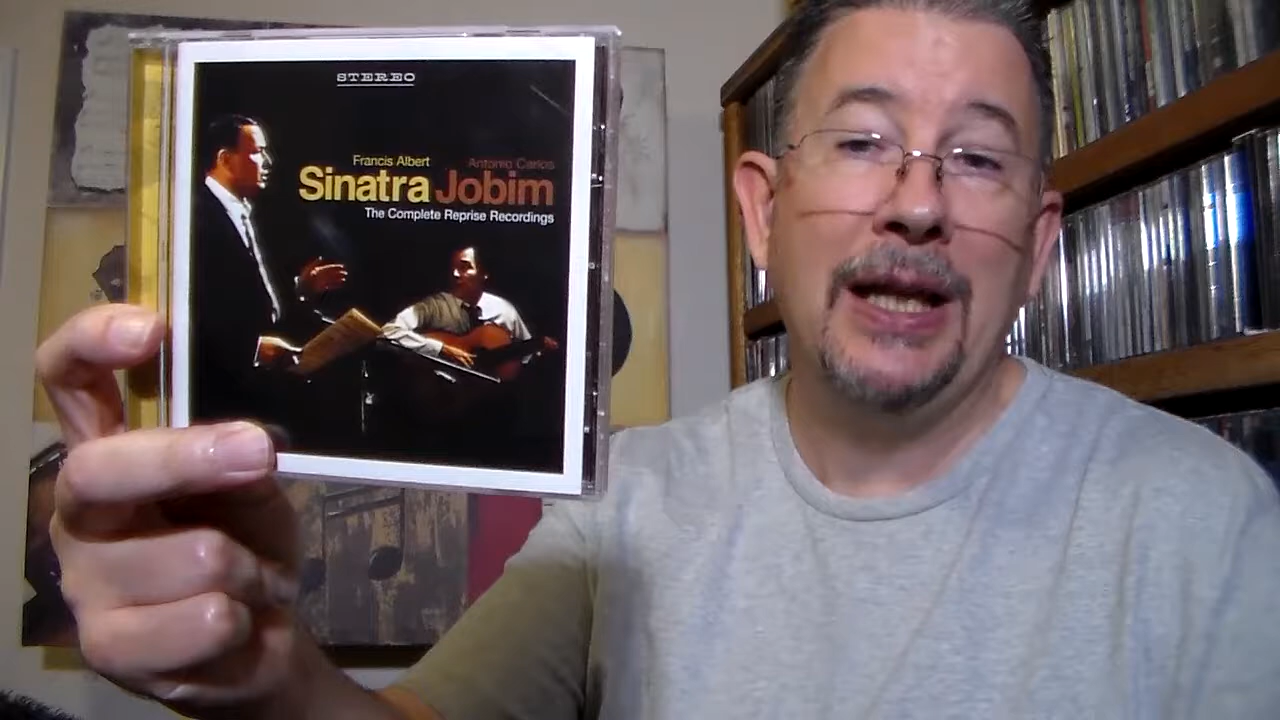 STEREO
Francis Albert Antonio Carlos
Sinatra Jobim
The Complete Reprise Recordings